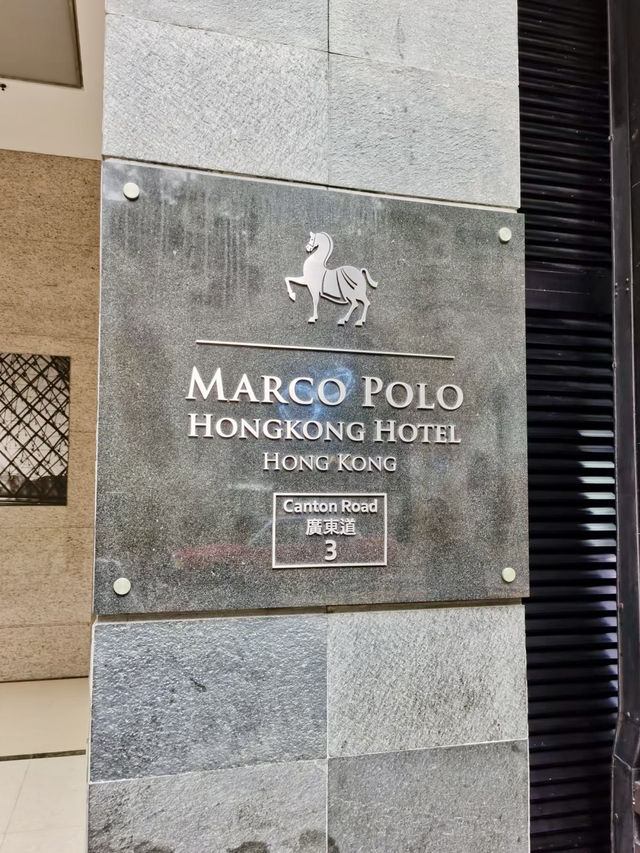 MARCO POLO
HONGKONG HOTEL
HONG KONG
Canton Road
廣東道
3